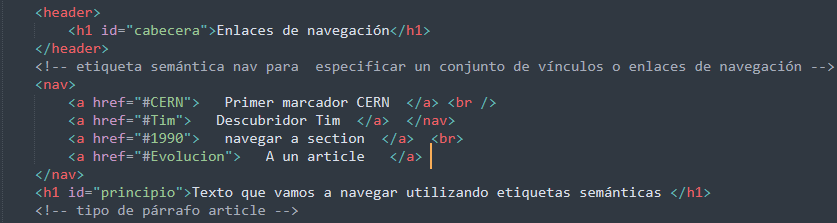 <header>
<h1 id="cabecera">Enlaces de navegación</h1>
</header>
<!-- etiqueta semántica nav para  especificar un conjunto de vínculos o enlaces de navegación -->
<nav>
<a href="#CERN">   Primer marcador CERN  </a> <br />
<a href="#Tim">   Descubridor Tim  </a>  </nav>
<a href="#1990">   navegar a section  </a>  <br>
<a href="#Evolucion">   A un article   </a>
</nav>
<h1 id="principio">Texto que vamos a navegar utilizando etiquetas semánticas </h1>
<!-- tipo de párrafo article -->